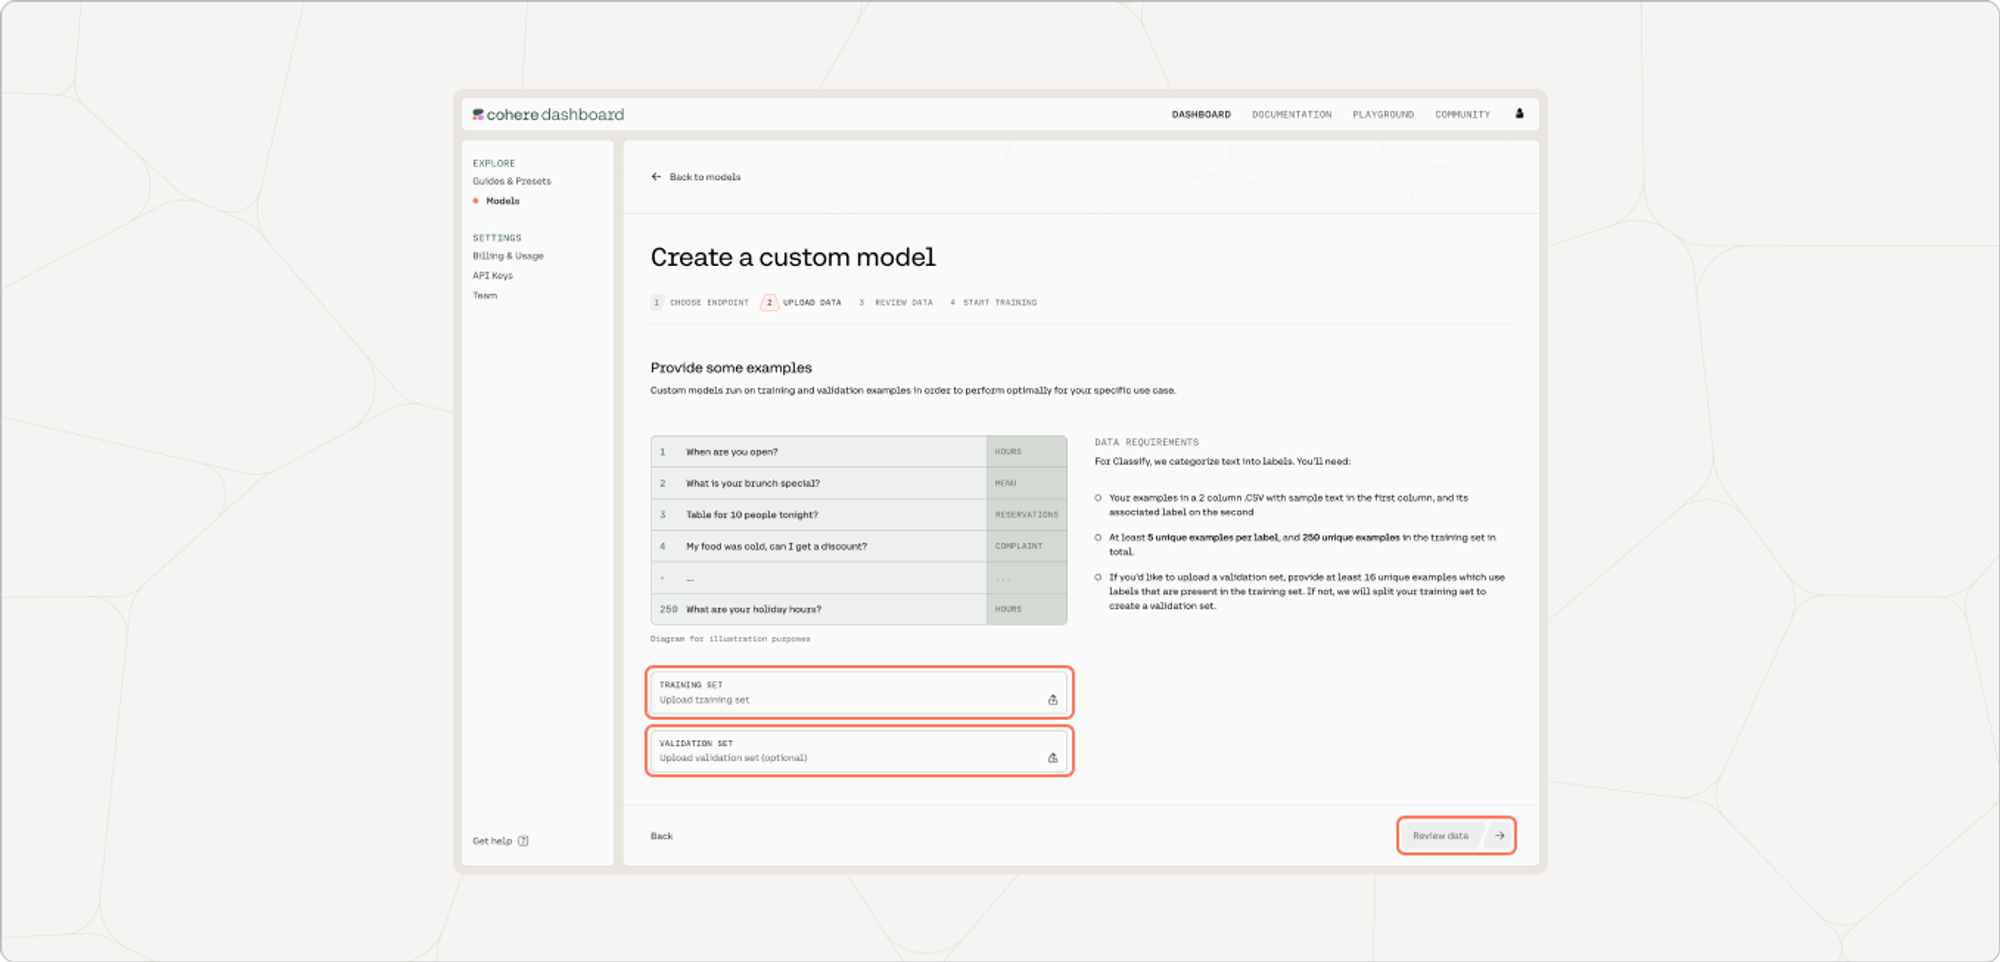 cohere dashboard
DASHBOARD DOCUMENTATION PLAYGROUND COMMUNITY
EXPLORE
Guides & Presets
Models
SETTINGS
Billing & Usage
API Keys
Team
Get help ?
← Back to models
Create a custom model
1 CHOOSE ENDPOINT 2 UPLOAD DATA 3 REVIEW DATA 4 START TRAINING
Provide some examples
Custom models run on training and validation examples in order to perform optimally for your specific use case.
1 When are you open? HOURS
2 What is your brunch special? MENU
3 Table for 10 people tonight? RESERVATIONS
4 My food was cold, can I get a discount? COMPLAINT
- ... ...
250 What are your holiday hours? HOURS
Diagram for illustration purposes
DATA REQUIREMENTS
For Classify, we categorize text into labels. You'll need:
Your examples in a 2 column .CSV with sample text in the first column, and its
associated label on the second
At least 5 unique examples per label, and 250 unique examples in the training set in
total.
If you'd like to upload a validation set, provide at least 16 unique examples which use
labels that are present in the training set. If not, we will split your training set to
create a validation set.
TRAINING SET
Upload training set
VALIDATION SET
Upload validation set (optional)
Back
Review data →